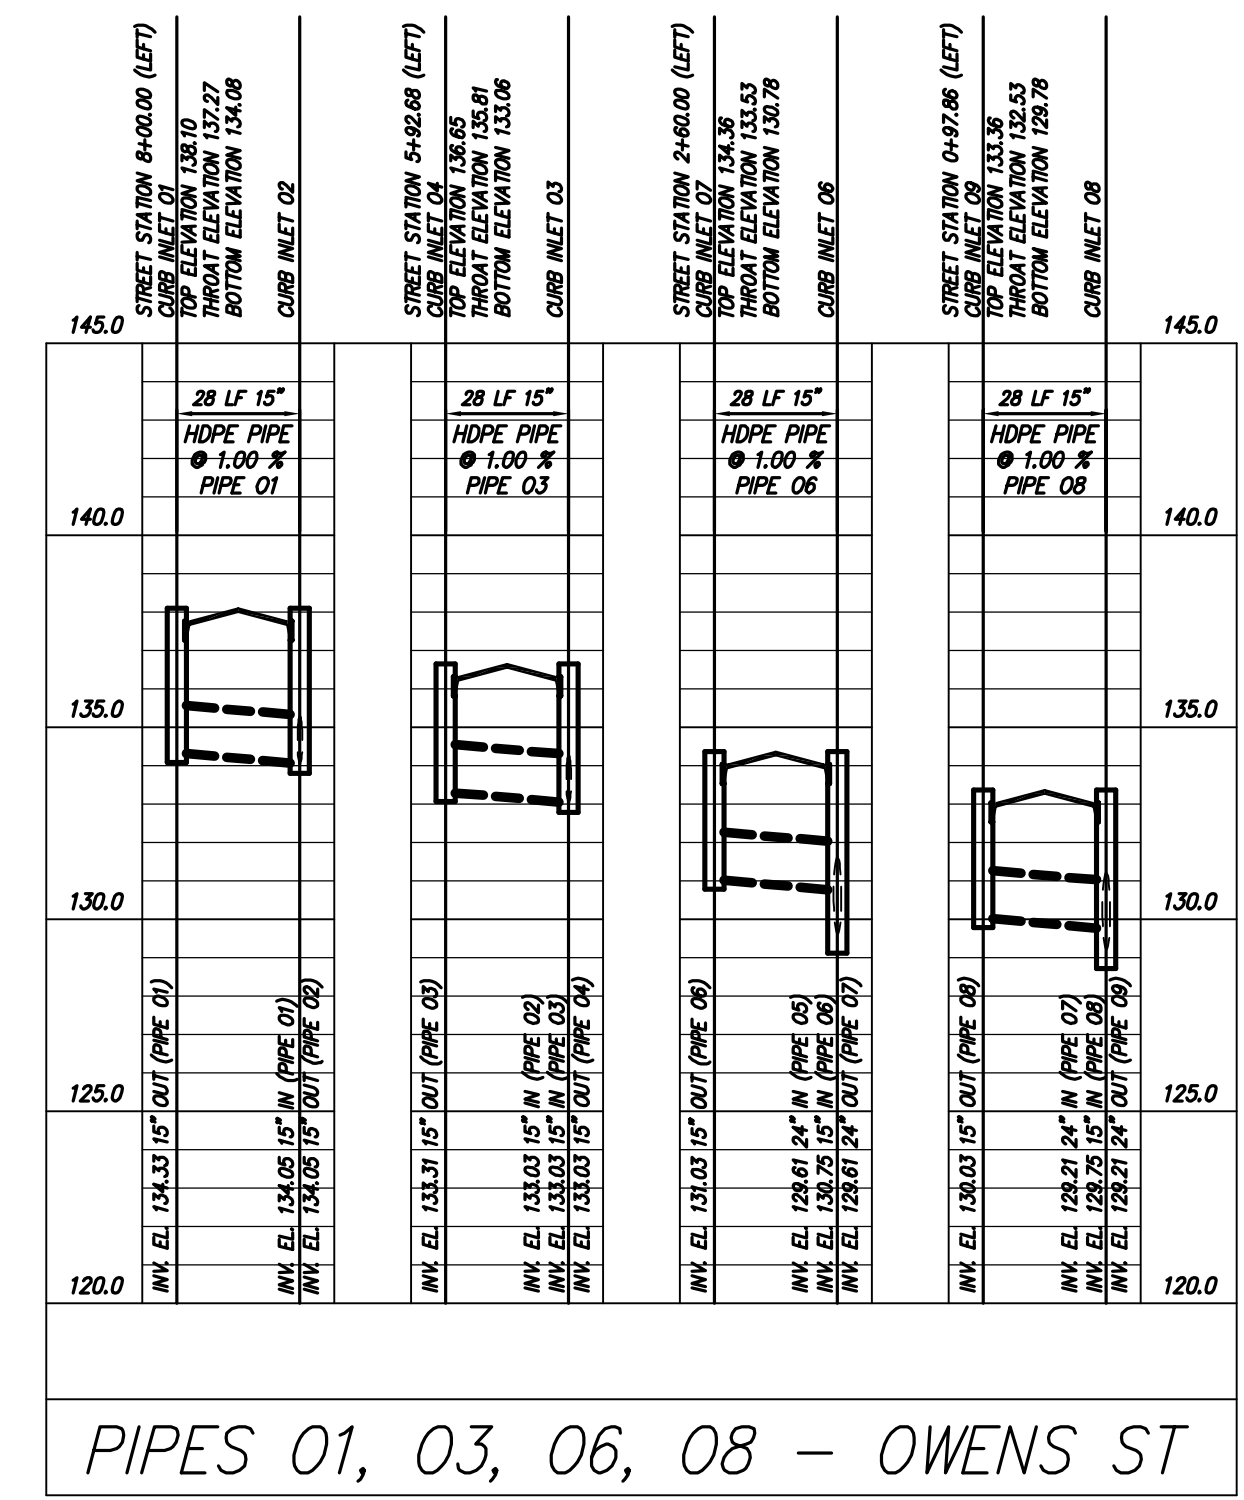 STREET STATION 8+00.00 (LEFT)
CURB INLET 01
TOP ELEVATION 138.10
THROAT ELEVATION 137.27
BOTTOM ELEVATION 134.08
CURB INLET 02
STREET STATION 5+92.68 (LEFT)
CURB INLET 04
TOP ELEVATION 136.65
THROAT ELEVATION 135.81
BOTTOM ELEVATION 133.06
CURB INLET 03
STREET STATION 2+60.00 (LEFT)
CURB INLET 07
TOP ELEVATION 134.36
THROAT ELEVATION 133.53
BOTTOM ELEVATION 130.78
CURB INLET 06
STREET STATION 0+97.86 (LEFT)
CURB INLET 09
TOP ELEVATION 133.36
THROAT ELEVATION 132.53
BOTTOM ELEVATION 129.78
CURB INLET 08
145.0
145.0
28 LF 15"
HDPE PIPE
@ 1.00 %
PIPE 01
28 LF 15"
HDPE PIPE
@ 1.00 %
PIPE 03
28 LF 15"
HDPE PIPE
@ 1.00 %
PIPE 06
28 LF 15"
HDPE PIPE
@ 1.00 %
PIPE 08
140.0
140.0
135.0
135.0
130.0
130.0
125.0
125.0
120.0
120.0
INV. EL. 134.33 15" OUT (PIPE 01)
INV. EL. 134.05 15" IN (PIPE 01)
INV. EL. 134.05 15" OUT (PIPE 02)
INV. EL. 133.31 15" OUT (PIPE 03)
INV. EL. 133.03 15" IN (PIPE 02)
INV. EL. 133.03 15" IN (PIPE 03)
INV. EL. 133.03 15" OUT (PIPE 04)
INV. EL. 131.03 15" OUT (PIPE 06)
INV. EL. 129.61 24" IN (PIPE 05)
INV. EL. 130.75 15" IN (PIPE 06)
INV. EL. 129.61 24" OUT (PIPE 07)
INV. EL. 130.03 15" OUT (PIPE 08)
INV. EL. 129.21 24" IN (PIPE 07)
INV. EL. 129.75 15" IN (PIPE 08)
INV. EL. 129.21 24" OUT (PIPE 09)
PIPES 01, 03, 06, 08 - OWENS ST